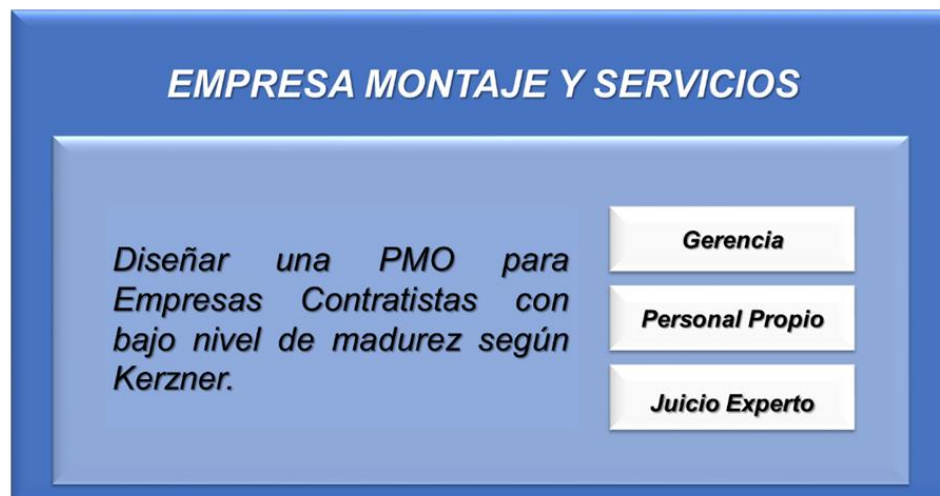 EMPRESA MONTAJE Y SERVICIOS
Diseñar una PMO para
Empresas Contratistas con
bajo nivel de madurez según
Kerzner.
Gerencia
Personal Propio
Juicio Experto